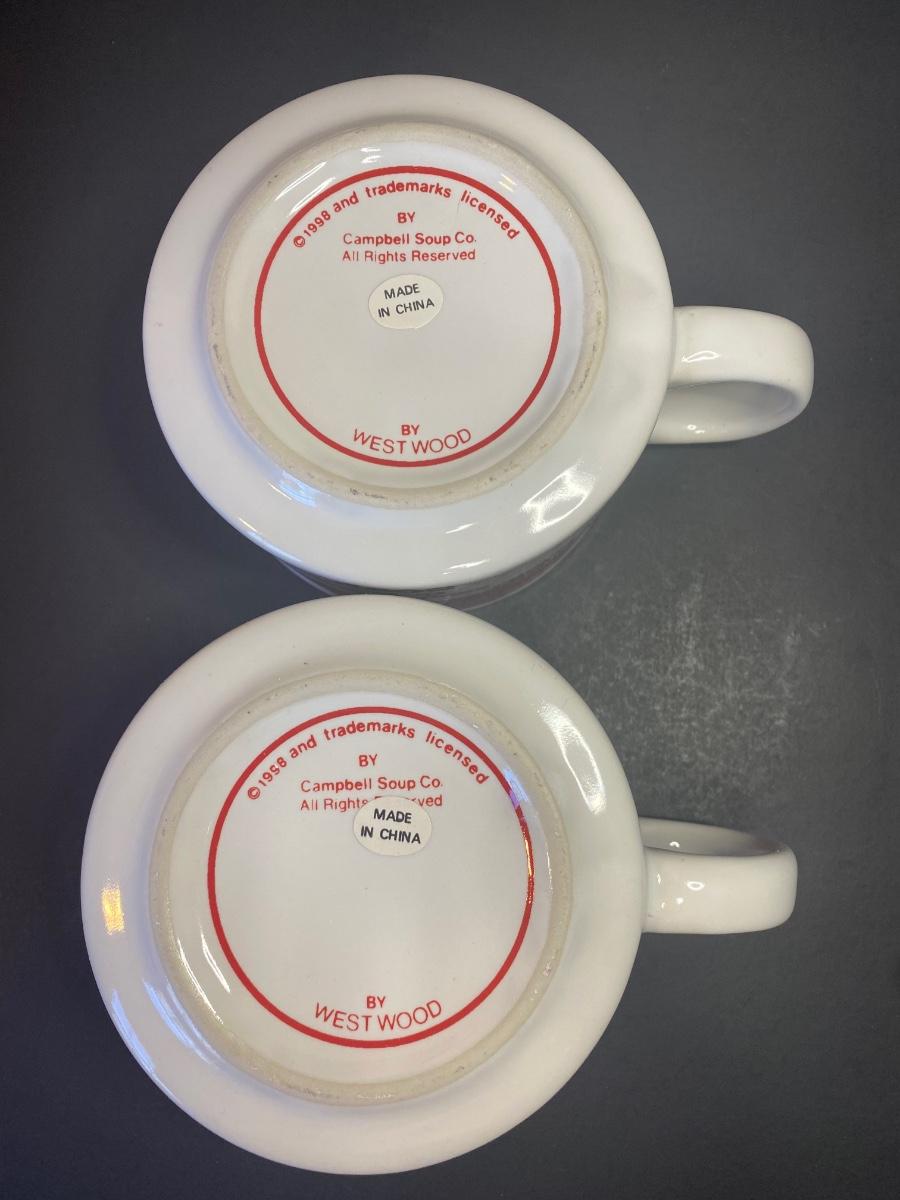 ©1998 and trademarks licensed
BY
Campbell Soup Co.
All Rights Reserved
MADE
IN CHINA
BY
WESTWOOD
©1998 and trademarks licensed
BY
Campbell Soup Co.
All Rights
MADE
IN CHINA
BY
WESTWOOD